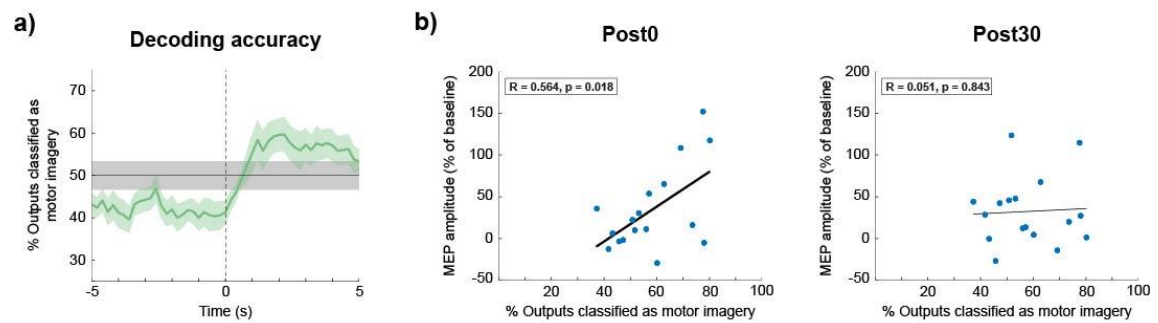 a)
Decoding accuracy
% Outputs classified as
motor imagery
70
60
50
40
30
-5
0
5
Time (s)
b)
Post0
MEP amplitude (% of baseline)
200
150
100
50
0
-50
R = 0.564, p = 0.018
20
40
60
80
100
% Outputs classified as motor imagery
Post30
MEP amplitude (% of baseline)
200
150
100
50
0
-50
R = 0.051, p = 0.843
20
40
60
80
100
% Outputs classified as motor imagery